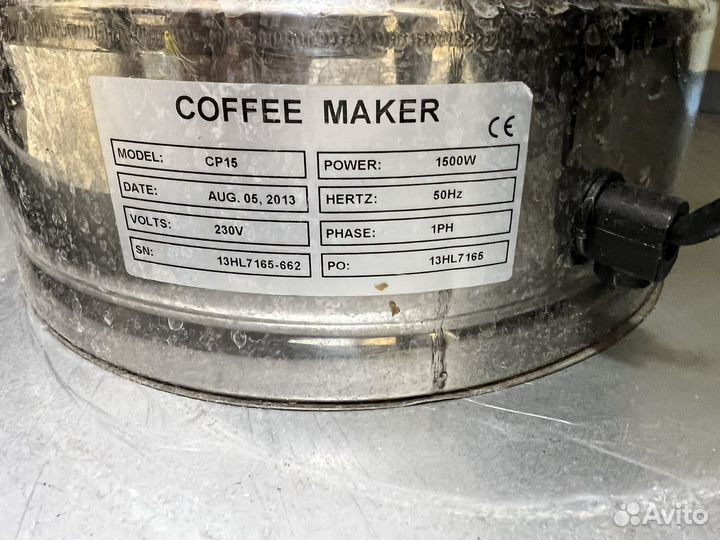 COFFEE MAKER
CE
MODEL: CP15 POWER: 1500W
DATE: AUG. 05, 2013 HERTZ: 50Hz
VOLTS: 230V PHASE: 1PH
SN: 13HL7165-662 PO: 13HL7165
Avito